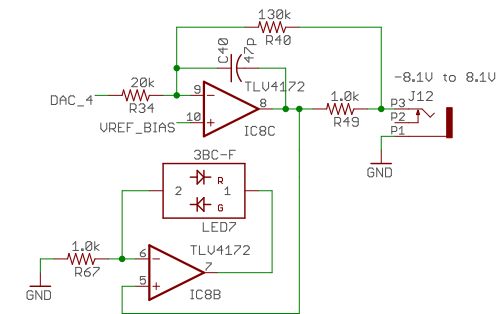 130k
R40
C40
47p
TLV4172
20k
DAC_4
R34
9
-
8
10
+
VREF_BIAS
IC8C
1.0k
R49
-8.1V to 8.1V
J12
P3
P2
P1
GND
3BC-F
2
R
1
G
LED7
TLV4172
1.0k
R67
6
-
7
5
+
GND
IC8B